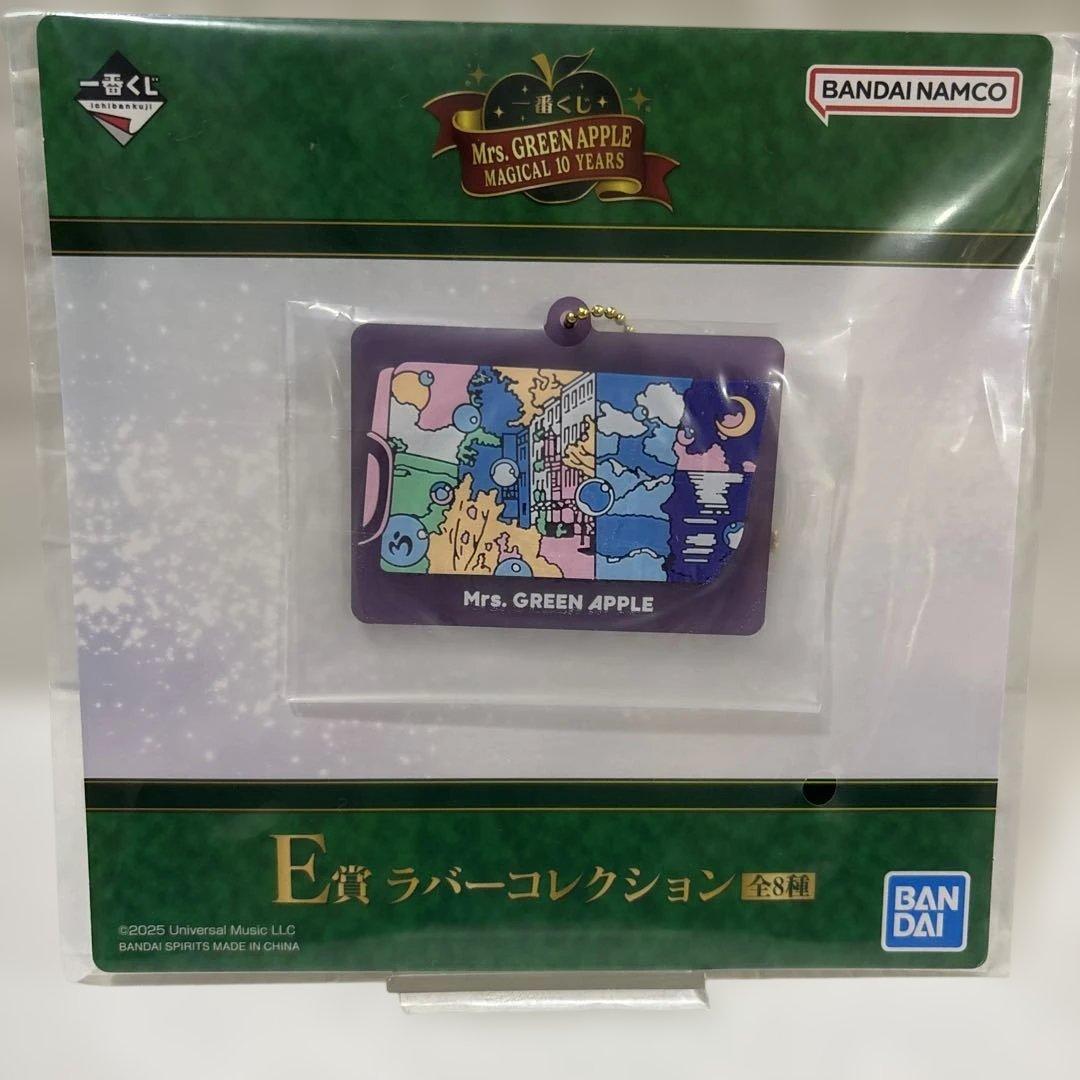 一番くじ
ichibankuji
一番くじ
Mrs. GREEN APPLE
MAGICAL 10 YEARS
BANDAI NAMCO
Mrs. GREEN APPLE
E賞 ラバーコレクション 全8種
©2025 Universal Music LLC
BANDAI SPIRITS MADE IN CHINA
BAN
DAI